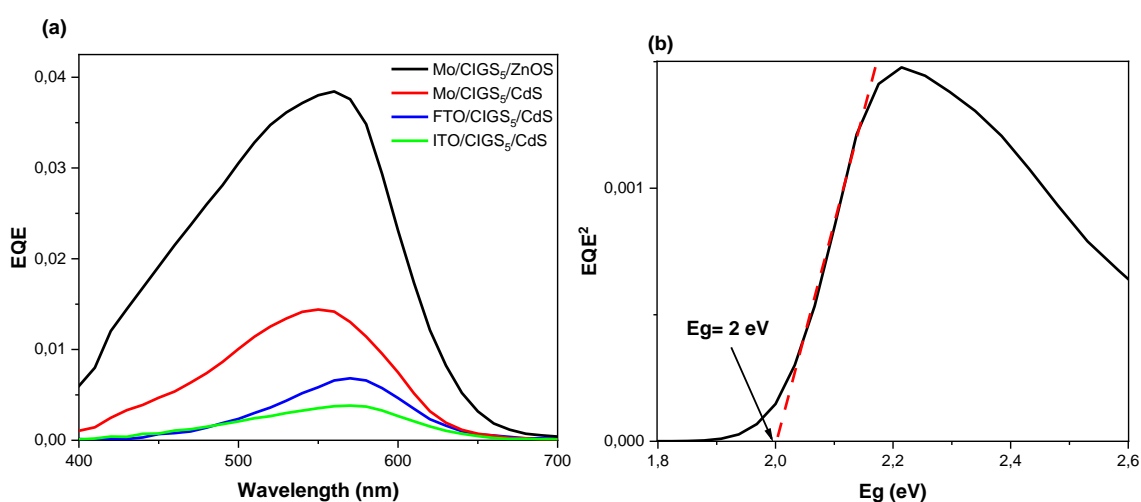 (a)
0,04
0,03
0,02
0,01
0,00
EQE
Mo/CIGS₅/ZnOS
Mo/CIGS₅/CdS
FTO/CIGS₅/CdS
ITO/CIGS₅/CdS
400
500
600
700
Wavelength (nm)
(b)
0,001
0,000
EQE²
Eg= 2 eV
1,8
2,0
2,2
2,4
2,6
Eg (eV)